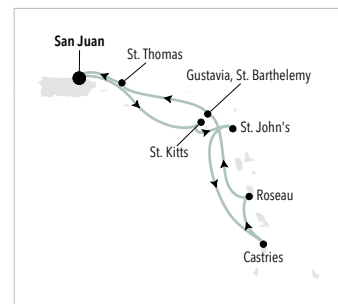 San Juan
St. Thomas
Gustavia, St. Barthelemy
St. John's
St. Kitts
Roseau
Castries